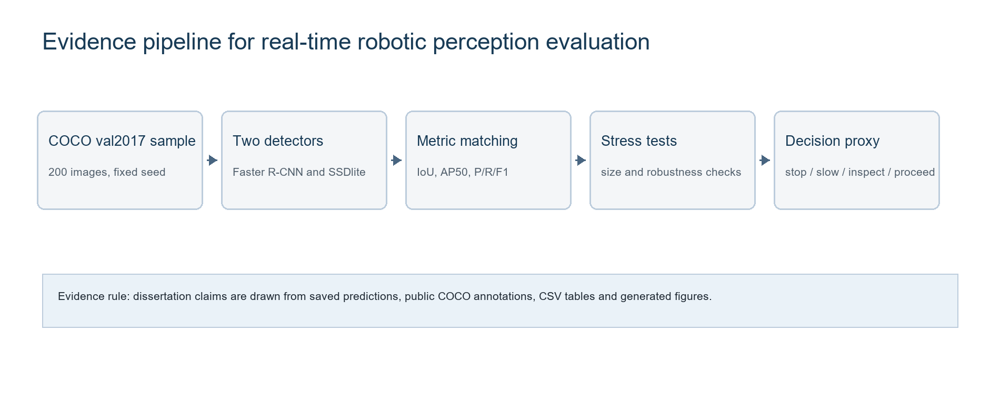 Evidence pipeline for real-time robotic perception evaluation
COCO val2017 sample
200 images, fixed seed
Two detectors
Faster R-CNN and SSDlite
Metric matching
IoU, AP50, P/R/F1
Stress tests
size and robustness checks
Decision proxy
stop / slow / inspect / proceed
Evidence rule: dissertation claims are drawn from saved predictions, public COCO annotations, CSV tables and generated figures.